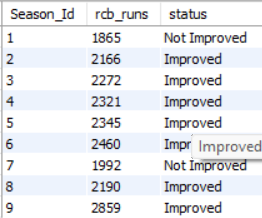 Season_Id rcb_runs status
1 1865 Not Improved
2 2166 Improved
3 2272 Improved
4 2321 Improved
5 2345 Improved
6 2460 Improved
7 1992 Not Improved
8 2190 Improved
9 2859 Improved